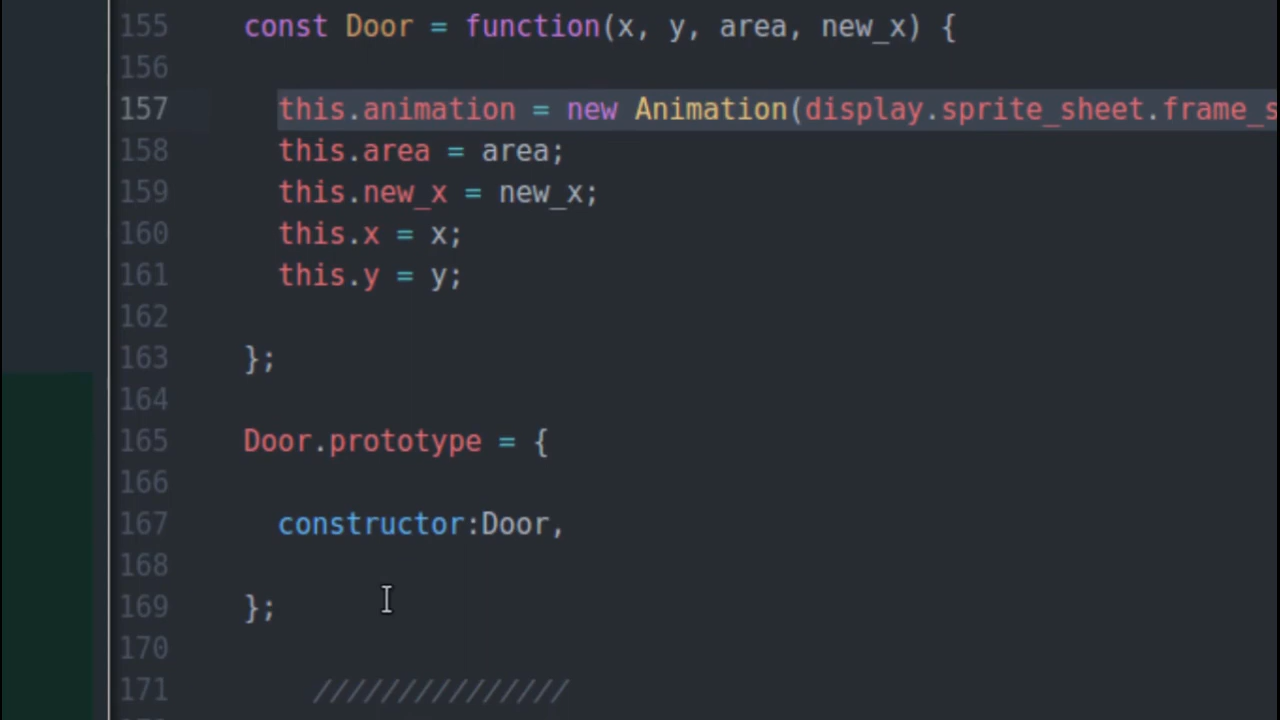 155 const Door = function(x, y, area, new_x) {
156
157 this.animation = new Animation(display.sprite_sheet.frame_s
158 this.area = area;
159 this.new_x = new_x;
160 this.x = x;
161 this.y = y;
162
163 };
164
165 Door.prototype = {
166
167 constructor:Door,
168
169 };
170
171 ///////////////